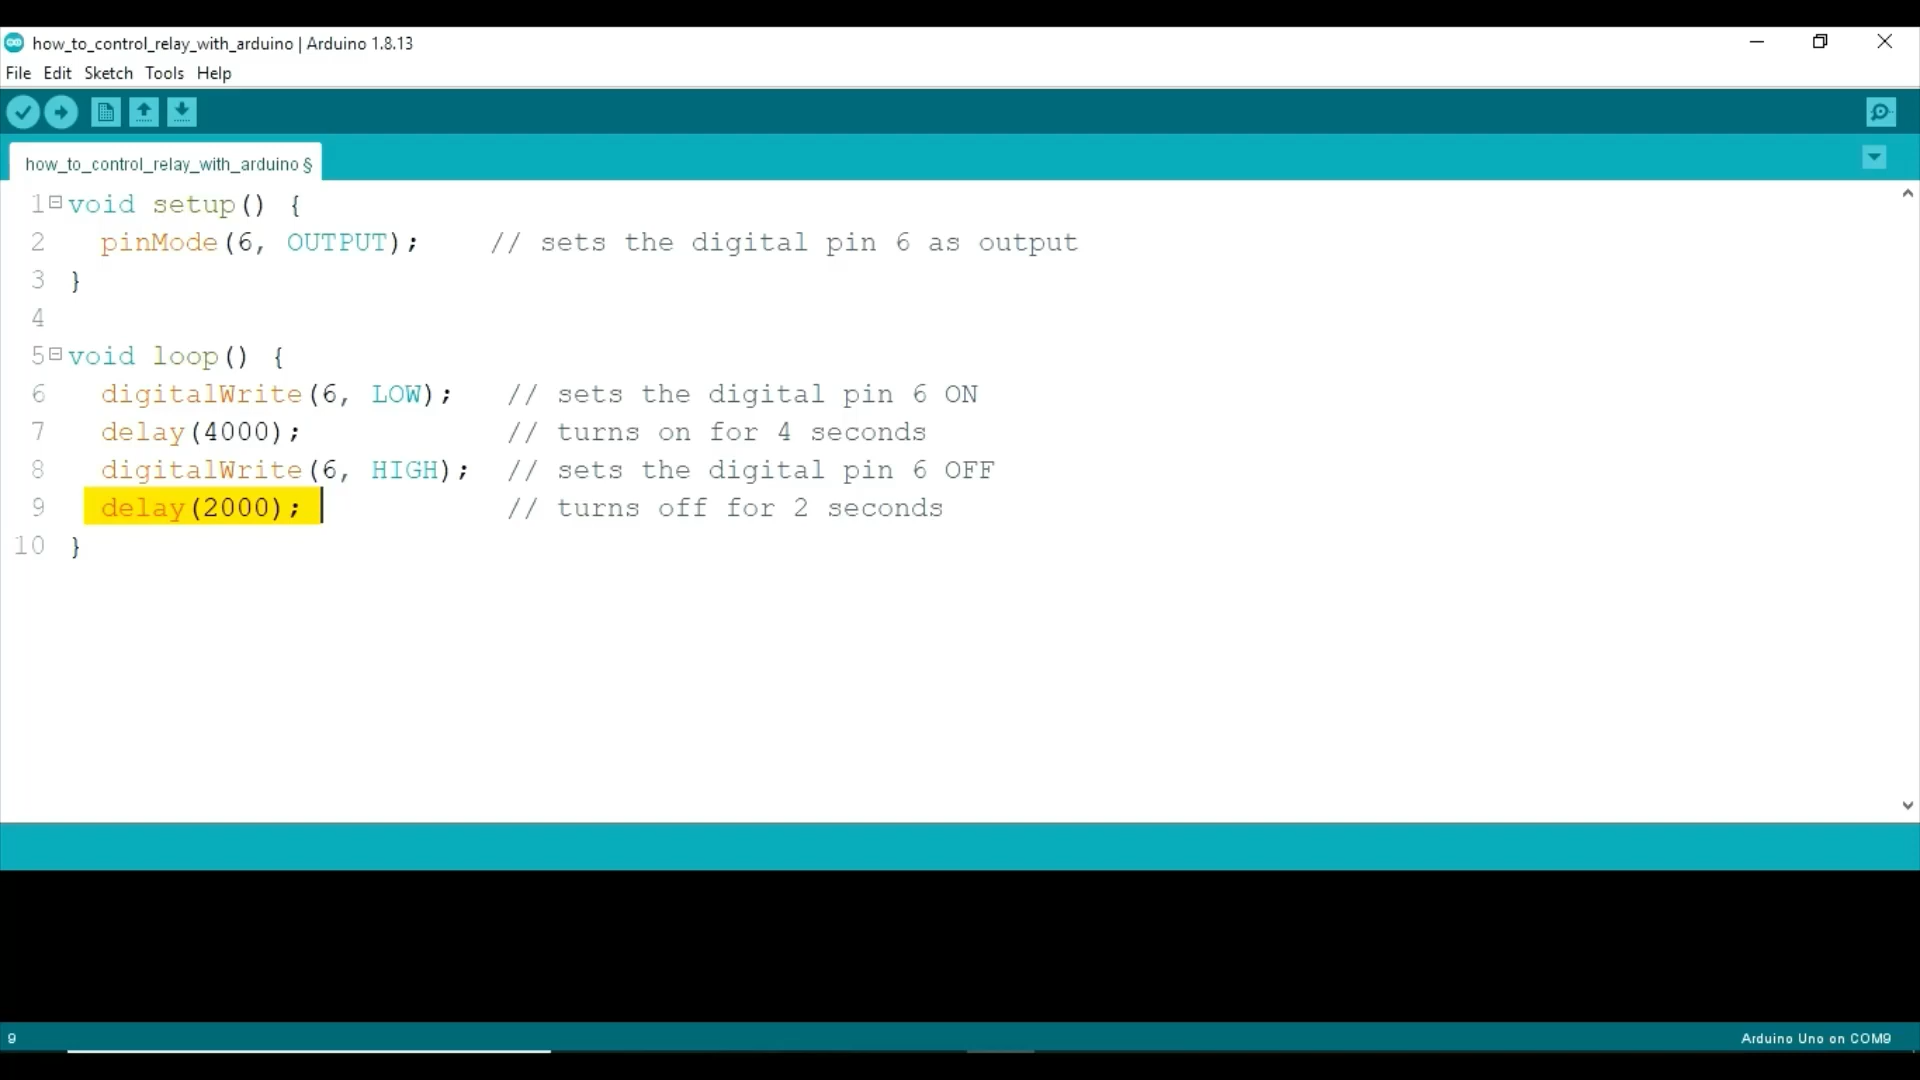 how_to_control_relay_with_arduino | Arduino 1.8.13
File Edit Sketch Tools Help
how_to_control_relay_with_arduino §
1 void setup() {
2   pinMode(6, OUTPUT);    // sets the digital pin 6 as output
3 }
4
5 void loop() {
6   digitalWrite(6, LOW);   // sets the digital pin 6 ON
7   delay(4000);            // turns on for 4 seconds
8   digitalWrite(6, HIGH);  // sets the digital pin 6 OFF
9   delay(2000);            // turns off for 2 seconds
10 }
9 Arduino Uno on COM9